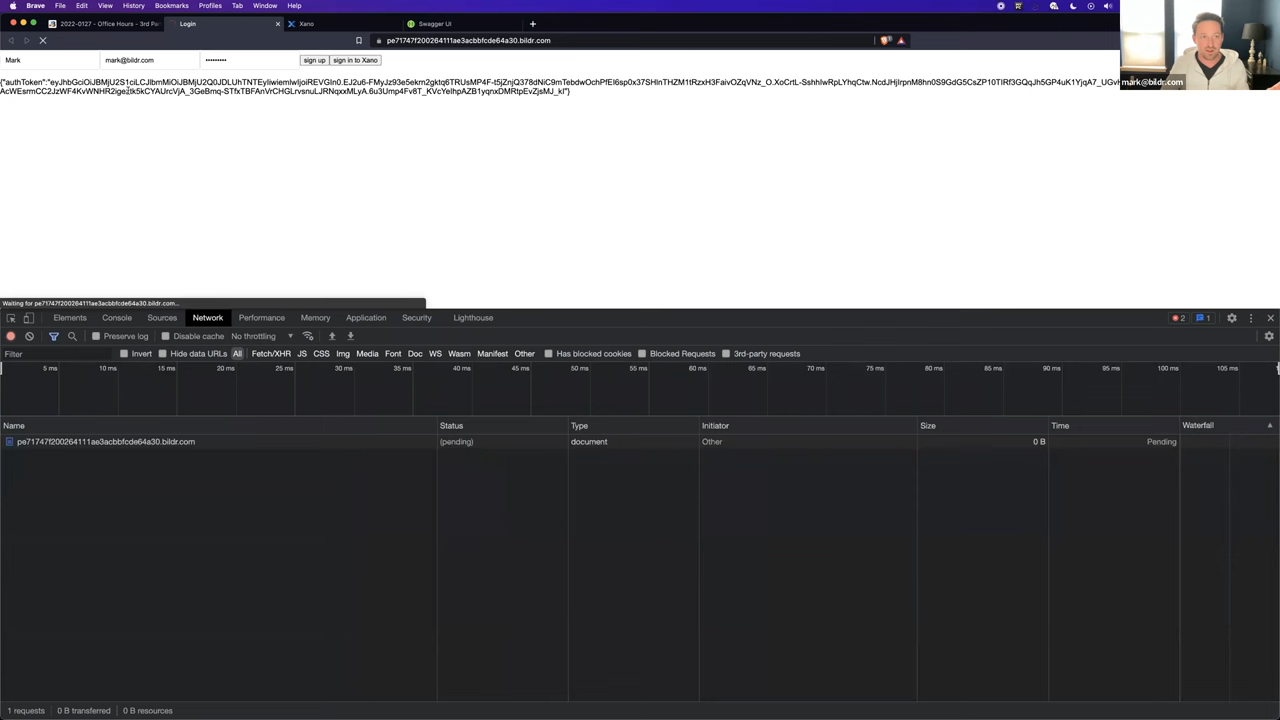 Brave File Edit View History Bookmarks Profiles Tab Window Help
2022-0127 - Office Hours - 3rd Par Login Xano Swagger UI
pe71747f200264111ae3acbbfcde64a30.bildr.com
Mark mark@bildr.com ••••••••• sign up sign in to Xano
{"authToken":
mark@bildr.com
Waiting for pe71747f200264111ae3acbbfcde64a30.bildr.com...
Elements Console Sources Network Performance Memory Application Security Lighthouse 2 1
Preserve log Disable cache No throttling
Filter Invert Hide data URLs All Fetch/XHR JS CSS Img Media Font Doc WS Wasm Manifest Other Has blocked cookies Blocked Requests 3rd-party requests
5 ms 10 ms 15 ms 20 ms 25 ms 30 ms 35 ms 40 ms 45 ms 50 ms 55 ms 60 ms 65 ms 70 ms 75 ms 80 ms 85 ms 90 ms 95 ms 100 ms 105 ms
Name Status Type Initiator Size Time Waterfall
pe71747f200264111ae3acbbfcde64a30.bildr.com (pending) document Other 0 B Pending
1 requests 0 B transferred 0 B resources